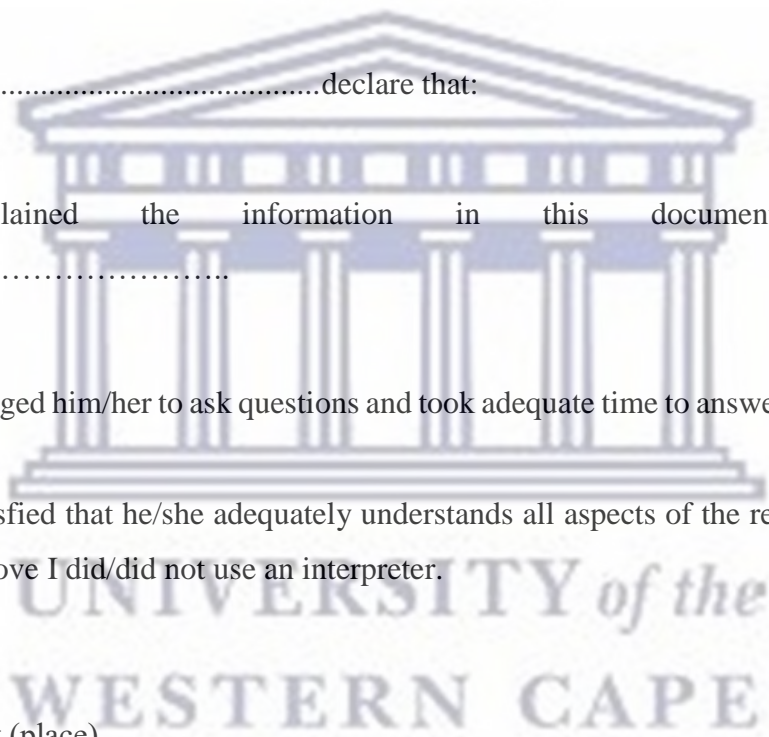 ....................................... declare that:
lained the information in this documen
……………………..
ged him/her to ask questions and took adequate time to answe
sfied that he/she adequately understands all aspects of the re
ove I did/did not use an interpreter.
UNIVERSITY of the
WESTERN CAPE
(place)